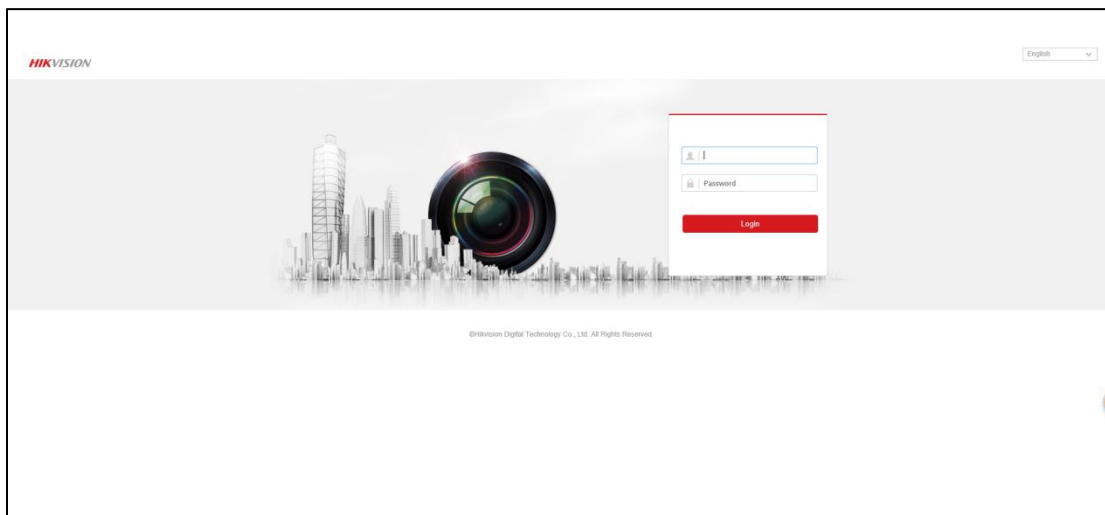 HIKVISION
English
Password
Login
©Hikvision Digital Technology Co., Ltd. All Rights Reserved.